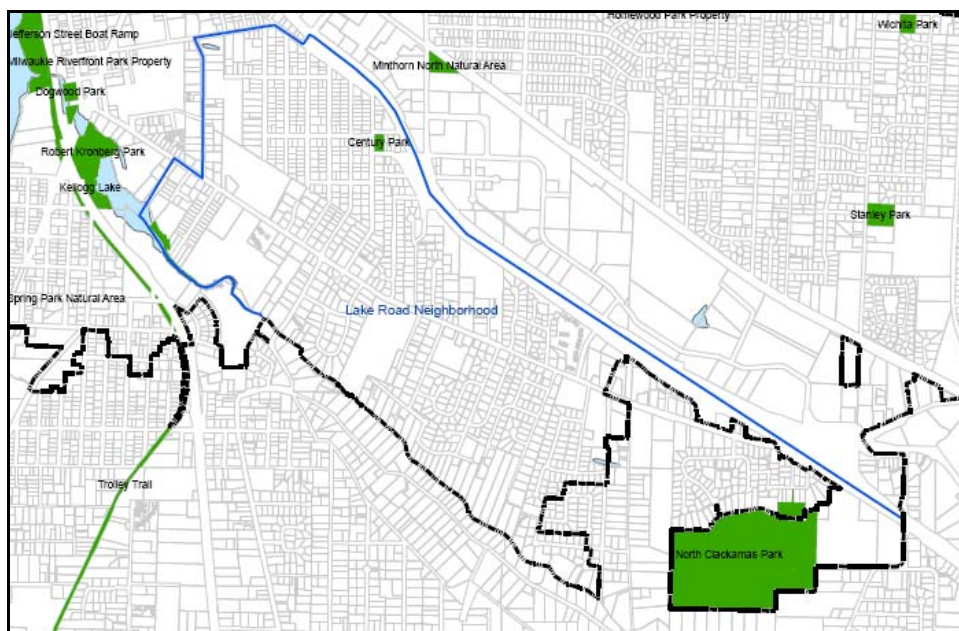 Homewood Park Property
Wichita Park
Jefferson Street Boat Ramp
Milwaukie Riverfront Park Property
Minthorn North Natural Area
Dogwood Park
Century Park
Robert Kronberg Park
Kellogg Lake
Stanley Park
Spring Park Natural Area
Lake Road Neighborhood
Trolley Trail
North Clackamas Park